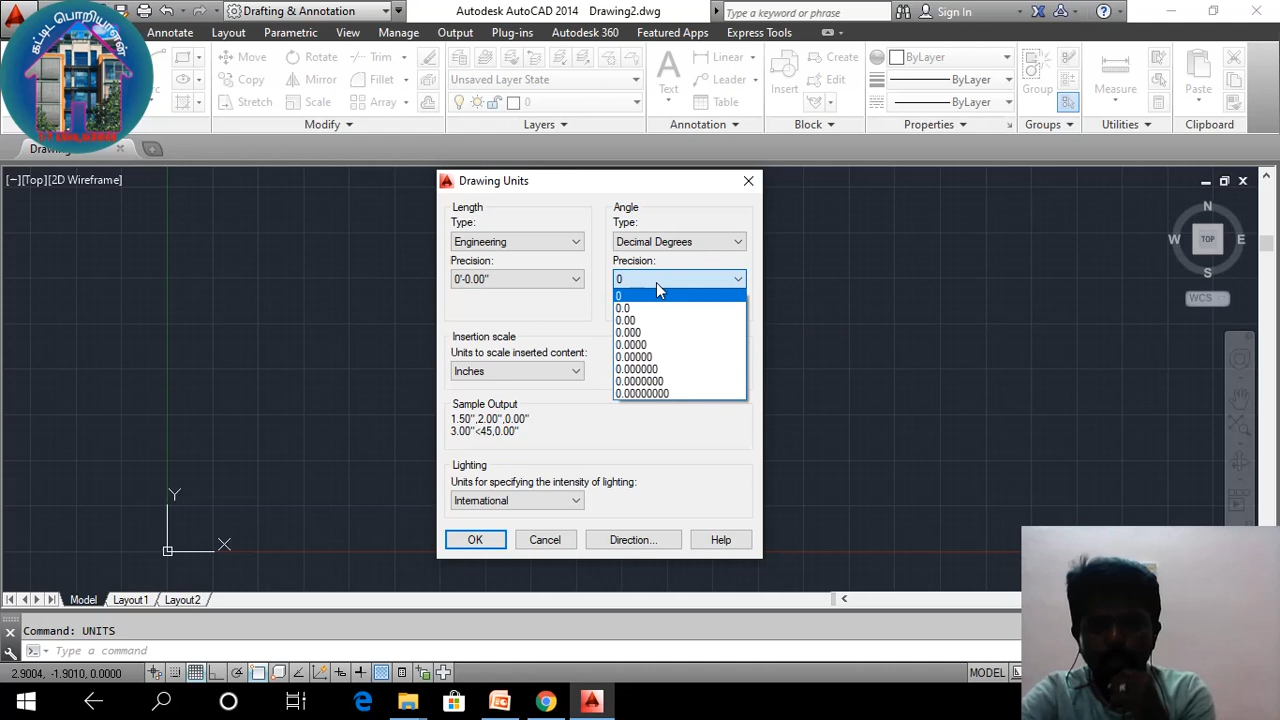 கட்டிட பொறியாளன்
Drafting & Annotation
Autodesk AutoCAD 2014 Drawing2.dwg
Type a keyword or phrase
Sign In
Annotate Layout Parametric View Manage Output Plug-ins Autodesk 360 Featured Apps Express Tools
Move Rotate Trim
Copy Mirror Fillet
Stretch Scale Array
Unsaved Layer State
0
Text
Linear
Leader
Table
Insert
Create
Edit
ByLayer
ByLayer
ByLayer
Group
Measure
Paste
Modify Layers Annotation Block Properties Groups Utilities Clipboard
[−][Top][2D Wireframe]
Drawing Units
Length
Type:
Engineering
Precision:
0'-0.00"
Angle
Type:
Decimal Degrees
Precision:
0
0
0.0
0.00
0.000
0.0000
0.00000
0.000000
0.0000000
0.00000000
Insertion scale
Units to scale inserted content:
Inches
Sample Output
1.50",2.00",0.00"
3.00"<45,0.00"
Lighting
Units for specifying the intensity of lighting:
International
OK Cancel Direction... Help
N
W TOP E
S
WCS
Y
X
Model Layout1 Layout2
Command: UNITS
Type a command
2.9004, -1.9010, 0.0000
MODEL